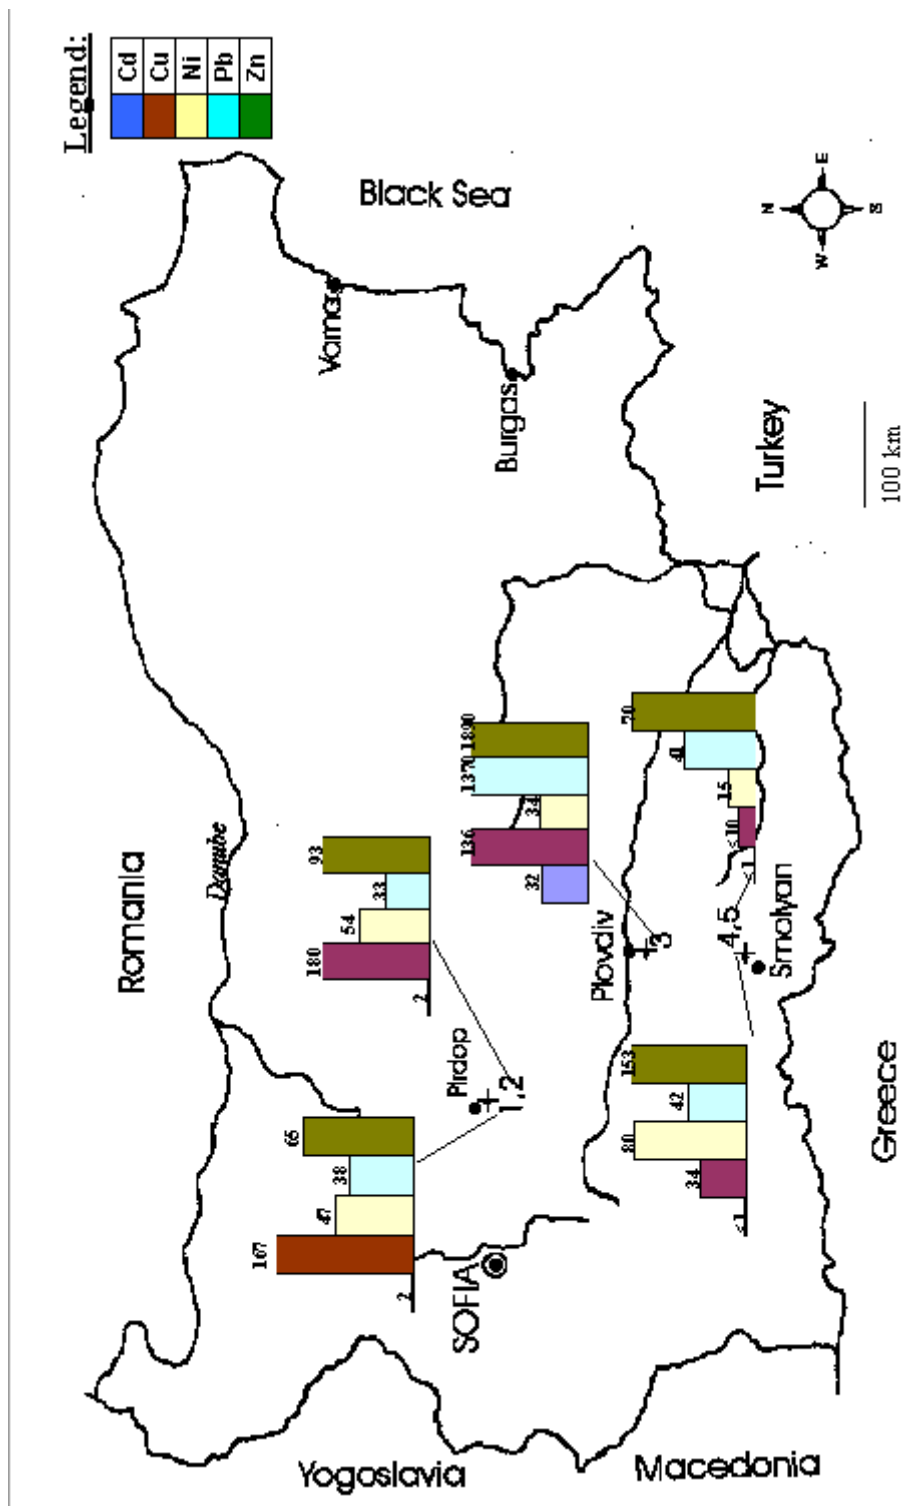 Legend:
Cd
Cu
Ni
Pb
Zn
Romania
Danube
Black Sea
Varna
Burgas
Turkey
100 km
N
E
S
W
Pirdop
1,2
SOFIA
Plovdiv
3
4,5
Smolyan
Greece
Yogoslavia
Macedonia
2
167
47
38
65
2
180
54
33
93
32
136
34
1370
1890
<1
34
80
42
153
<1
<10
15
41
70